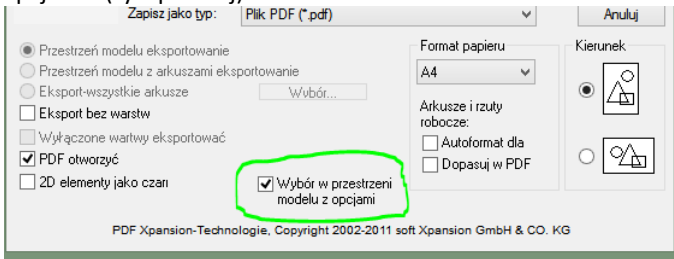 Zapisz jako typ: Plik PDF (*.pdf) Anuluj
Przestrzeń modelu eksportowanie
Przestrzeń modelu z arkuszami eksportowanie
Eksport-wszystkie arkusze Wybór...
Eksport bez warstw
Wyłączone wartwy eksportować
PDF otworzyć
2D elementy jako czarı
Wybór w przestrzeni
modelu z opcjami
Format papieru
A4
Arkusze i rzuty
robocze:
Autoformat dla
Dopasuj w PDF
Kierunek
PDF Xpansion-Technologie, Copyright 2002-2011 soft Xpansion GmbH & CO. KG